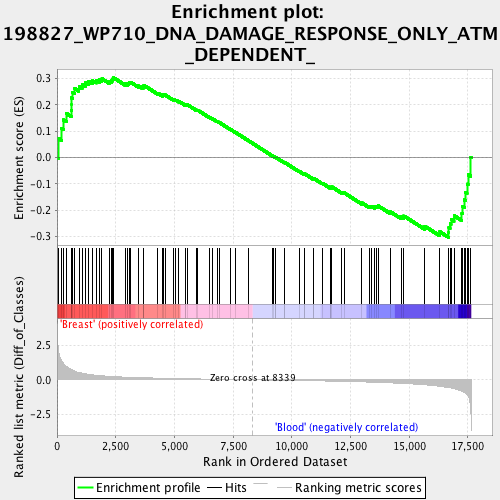 Enrichment plot:
198827_WP710_DNA_DAMAGE_RESPONSE_ONLY_ATM
_DEPENDENT_
Enrichment score (ES)
0.3
0.2
0.1
0.0
-0.1
-0.2
-0.3
'Breast' (positively correlated)
Ranked list metric (Diff_of_Classes)
2.5
0.0
-2.5
Zero cross at 8339
'Blood' (negatively correlated)
0
2,500
5,000
7,500
10,000
12,500
15,000
17,500
Rank in Ordered Dataset
Enrichment profile
Hits
Ranking metric scores